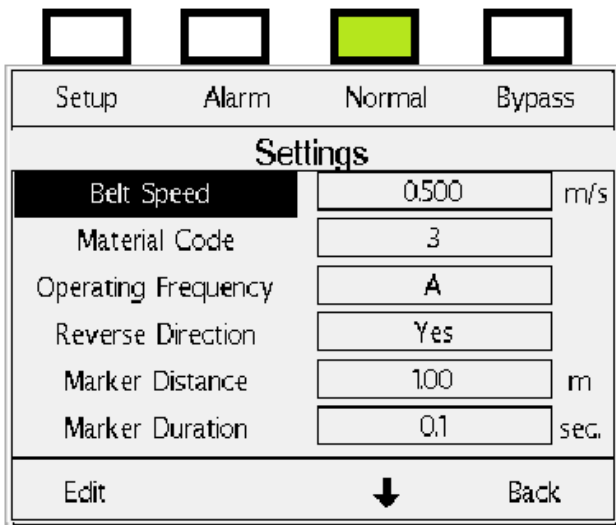 Setup Alarm Normal Bypass
Settings
Belt Speed 0.500 m/s
Material Code 3
Operating Frequency A
Reverse Direction Yes
Marker Distance 1.00 m
Marker Duration 0.1 sec.
Edit Back